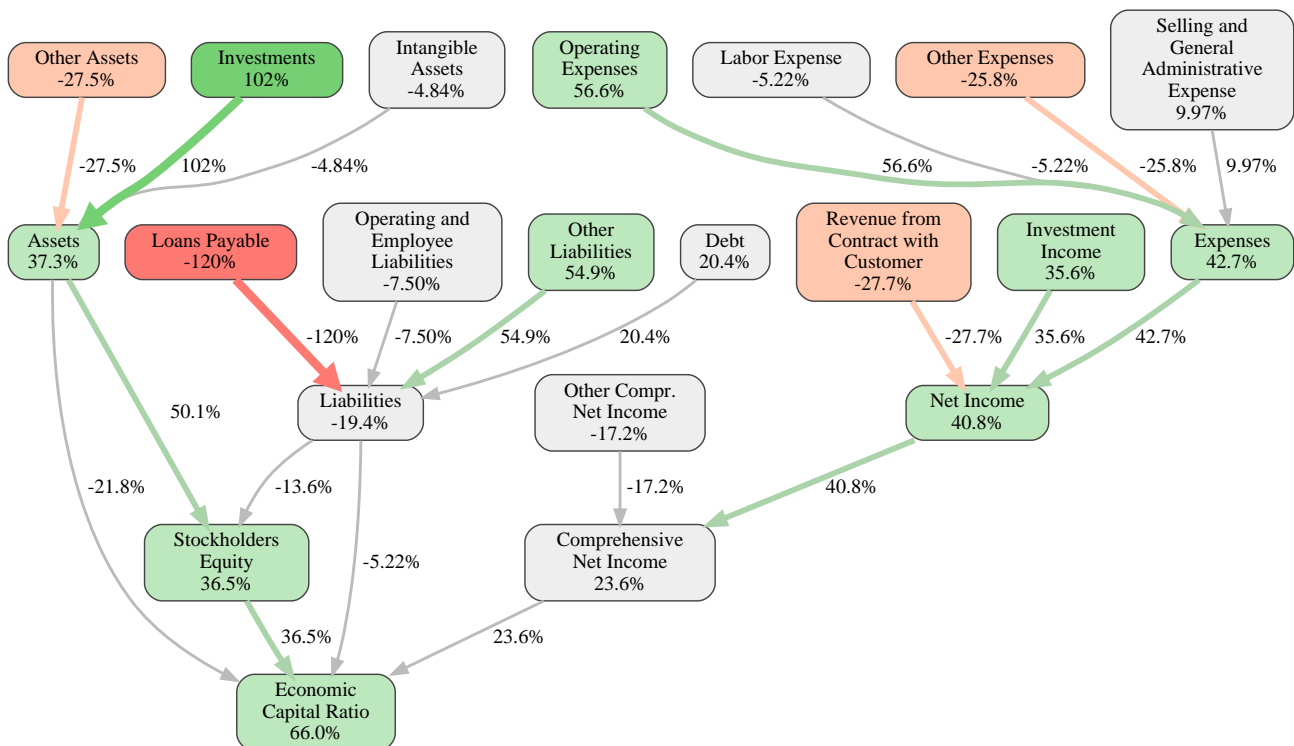 Other Assets
-27.5%
Investments
102%
Intangible
Assets
-4.84%
Operating
Expenses
56.6%
Labor Expense
-5.22%
Other Expenses
-25.8%
Selling and
General
Administrative
Expense
9.97%
-27.5%
102%
-4.84%
56.6%
-5.22%
-25.8%
9.97%
Assets
37.3%
Loans Payable
-120%
Operating and
Employee
Liabilities
-7.50%
Other
Liabilities
54.9%
Debt
20.4%
Revenue from
Contract with
Customer
-27.7%
Investment
Income
35.6%
Expenses
42.7%
-120%
-7.50%
54.9%
20.4%
-27.7%
35.6%
42.7%
Liabilities
-19.4%
Other Compr.
Net Income
-17.2%
Net Income
40.8%
50.1%
-21.8%
-13.6%
-17.2%
40.8%
Stockholders
Equity
36.5%
-5.22%
Comprehensive
Net Income
23.6%
36.5%
23.6%
Economic
Capital Ratio
66.0%